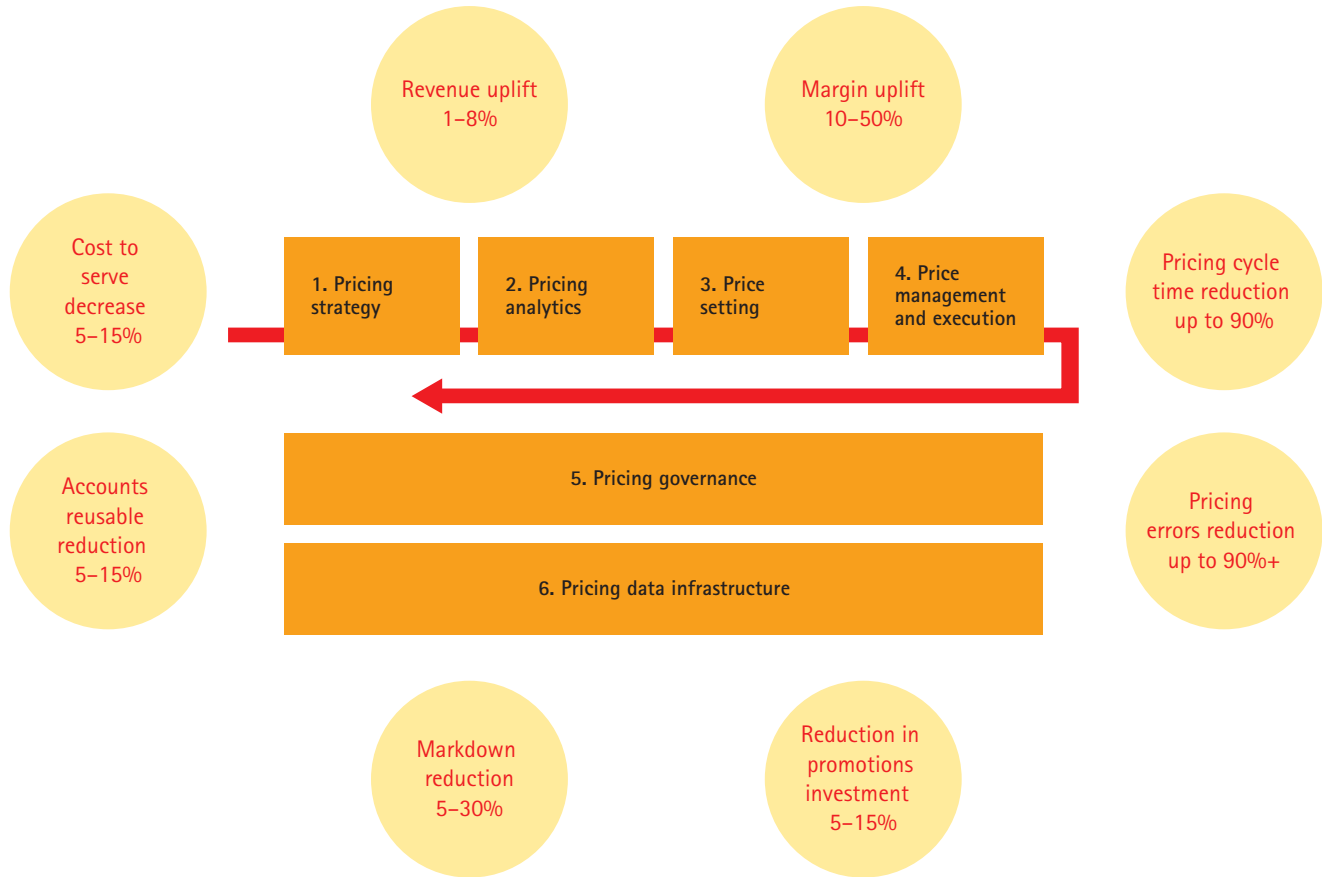 Revenue uplift
1–8%
Margin uplift
10–50%
Cost to
serve
decrease
5–15%
1. Pricing
strategy
2. Pricing
analytics
3. Price
setting
4. Price
management
and execution
Pricing cycle
time reduction
up to 90%
Accounts
reusable
reduction
5–15%
5. Pricing governance
Pricing
errors reduction
up to 90%+
6. Pricing data infrastructure
Markdown
reduction
5–30%
Reduction in
promotions
investment
5–15%